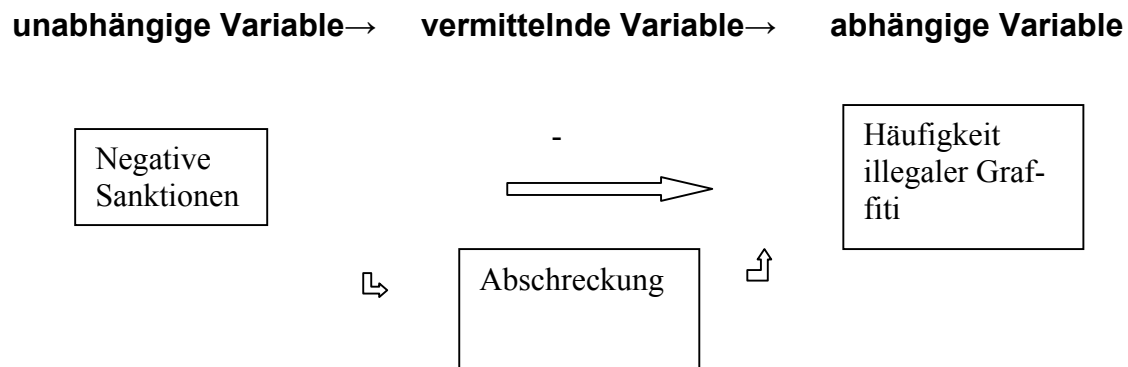 unabhängige Variable→ vermittelnde Variable→ abhängige Variable
-
Negative
Sanktionen
Häufigkeit
illegaler Graf-
fiti
Abschreckung